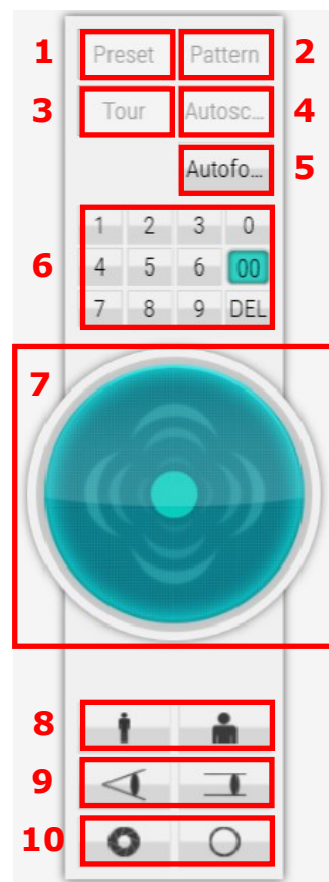 1 Preset Pattern 2
3 Tour Autosc... 4
Autofo... 5
1 2 3 0
6 4 5 6 00
7 8 9 DEL
7
8
9
10